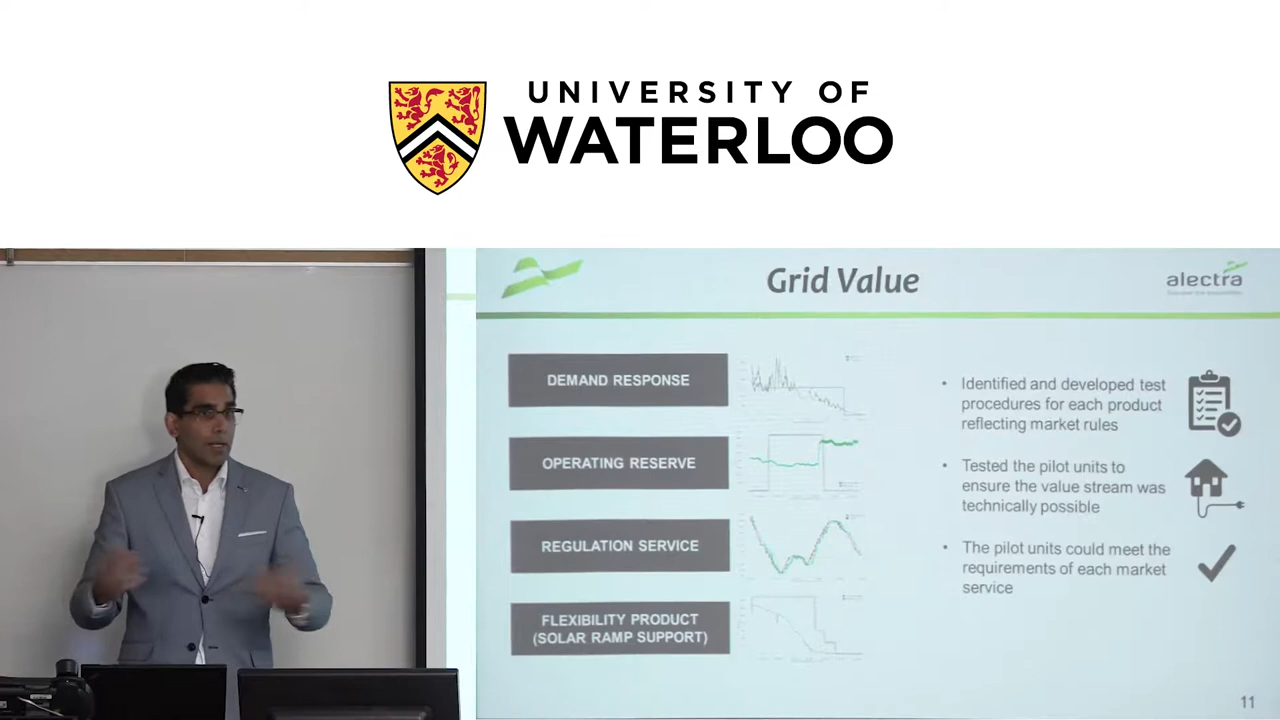 UNIVERSITY OF
WATERLOO
Grid Value
alectra
DEMAND RESPONSE
OPERATING RESERVE
REGULATION SERVICE
FLEXIBILITY PRODUCT
(SOLAR RAMP SUPPORT)
• Identified and developed test
procedures for each product
reflecting market rules
• Tested the pilot units to
ensure the value stream was
technically possible
• The pilot units could meet the
requirements of each market
service
11